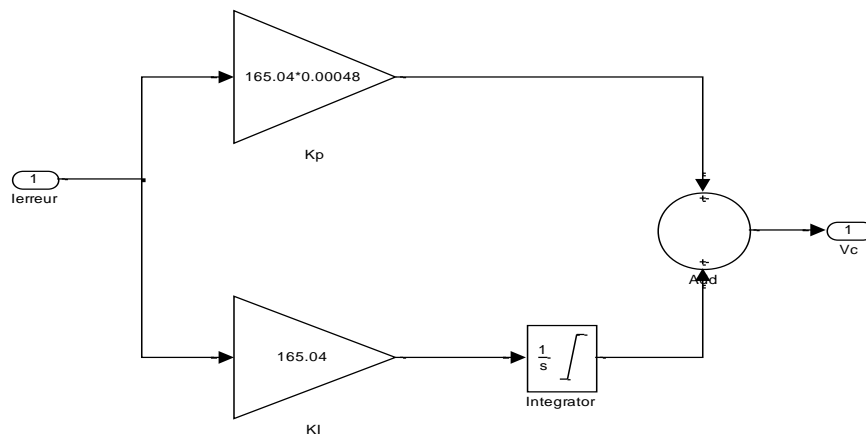 165.04*0.00048
Kp
1
Ierreur
+
+
Add
1
Vc
165.04
KI
1
s
Integrator